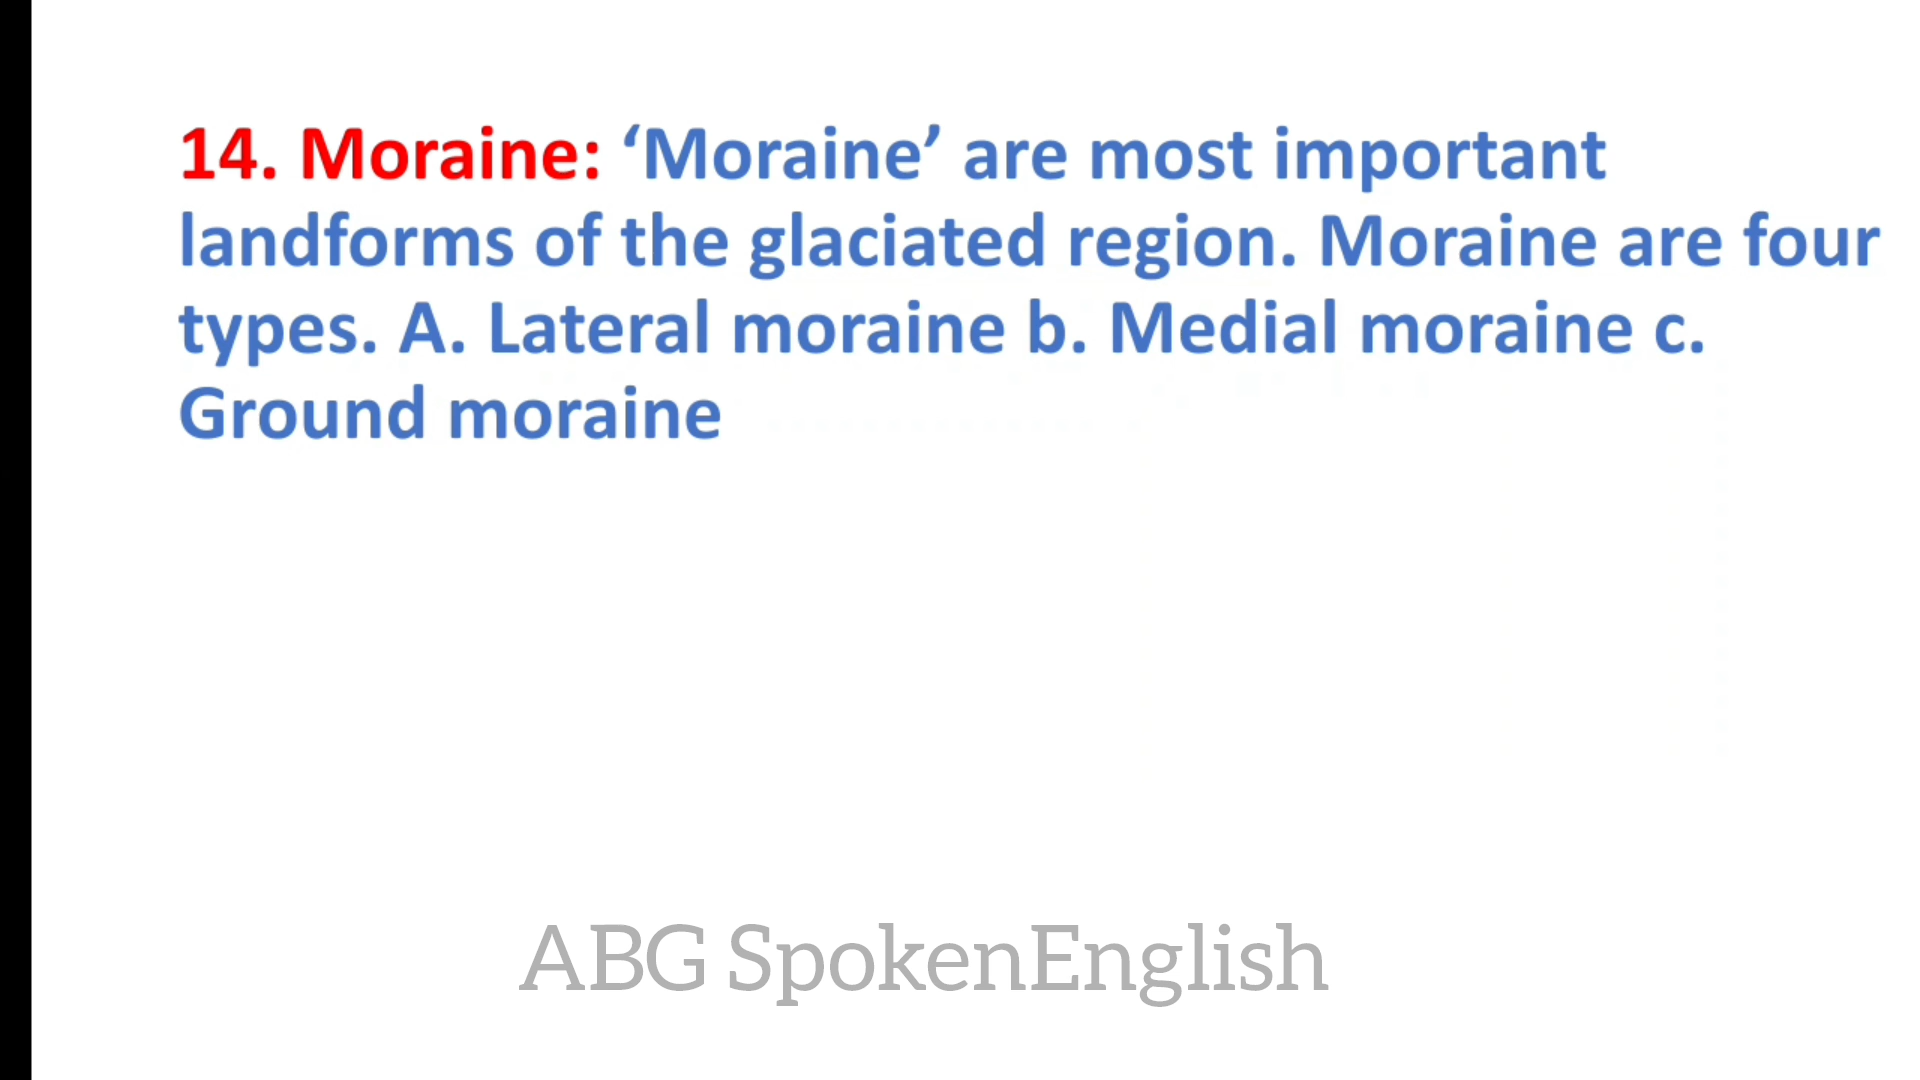 14. Moraine: ‘Moraine’ are most important
landforms of the glaciated region. Moraine are four
types. A. Lateral moraine b. Medial moraine c.
Ground moraine
ABG SpokenEnglish